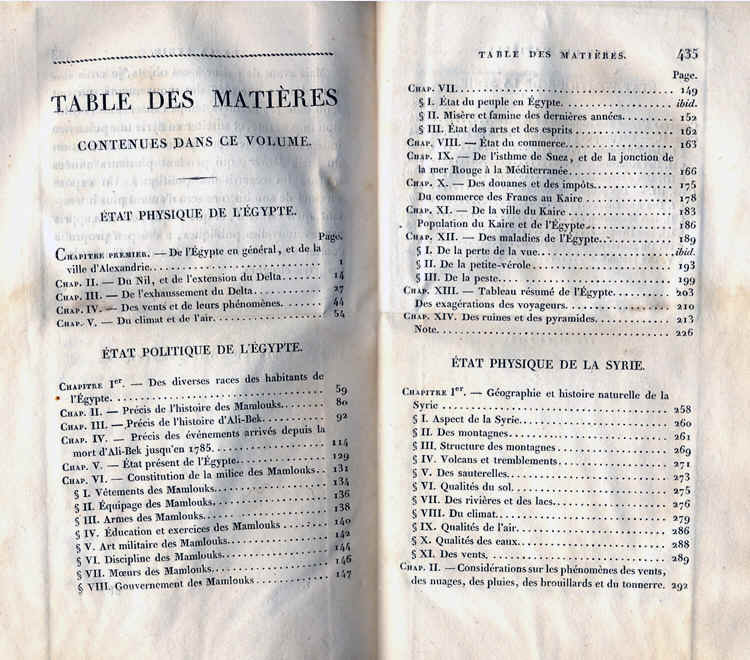 TABLE DES MATIÈRES
CONTENUES DANS CE VOLUME.
ÉTAT PHYSIQUE DE L'ÉGYPTE.
Page.
CHAPITRE PREMIER. — De l'Égypte en général, et de la
ville d'Alexandrie. 1
CHAP. II. — Du Nil, et de l'extension du Delta. 14
CHAP. III. — De l'exhaussement du Delta. 27
CHAP. IV. — Des vents et de leurs phénomènes. 44
CHAP. V. — Du climat et de l'air. 54
ÉTAT POLITIQUE DE L'ÉGYPTE.
CHAPITRE Ier. — Des diverses races des habitants de
l'Égypte. 59
CHAP. II. — Précis de l'histoire des Mamlouks. 80
CHAP. III. — Précis de l'histoire d'Ali-Bek. 92
CHAP. IV. — Précis des évènements arrivés depuis la
mort d'Ali-Bek jusqu'en 1785. 114
CHAP. V. — État présent de l'Égypte. 129
CHAP. VI. — Constitution de la milice des Mamlouks. 131
§ I. Vêtements des Mamlouks. 134
§ II. Équipage des Mamlouks. 136
§ III. Armes des Mamlouks. 138
§ IV. Éducation et exercices des Mamlouks 140
§ V. Art militaire des Mamlouks. 142
§ VI. Discipline des Mamlouks. 144
§ VII. Mœurs des Mamlouks. 146
§ VIII. Gouvernement des Mamlouks 147
TABLE DES MATIÈRES. 435
Page.
CHAP. VII. 149
§ I. État du peuple en Égypte. ibid.
§ II. Misère et famine des dernières années. 152
§ III. État des arts et des esprits 162
CHAP. VIII. — État du commerce. 163
CHAP. IX. — De l'isthme de Suez, et de la jonction de
la mer Rouge à la Méditerranée. 166
CHAP. X. — Des douanes et des impôts. 175
Du commerce des Francs au Kaire 178
CHAP. XI. — De la ville du Kaire 183
Population du Kaire et de l'Égypte. 186
CHAP. XII. — Des maladies de l'Égypte. 189
§ I. De la perte de la vue. ibid.
§ II. De la petite-vérole 193
§ III. De la peste. 199
CHAP. XIII. — Tableau résumé de l'Égypte. 203
Des exagérations des voyageurs. 210
CHAP. XIV. Des ruines et des pyramides. 213
Note. 226
ÉTAT PHYSIQUE DE LA SYRIE.
CHAPITRE Ier. — Géographie et histoire naturelle de la
Syrie 258
§ I. Aspect de la Syrie. 260
§ II. Des montagnes. 261
§ III. Structure des montagnes 269
§ IV. Volcans et tremblements. 271
§ V. Des sauterelles. 273
§ VI. Qualités du sol. 275
§ VII. Des rivières et des lacs. 276
§ VIII. Du climat. 279
§ IX. Qualités de l'air. 286
§ X. Qualités des eaux. 288
§ XI. Des vents. 289
CHAP. II. — Considérations sur les phénomènes des vents,
des nuages, des pluies, des brouillards et du tonnerre. 292